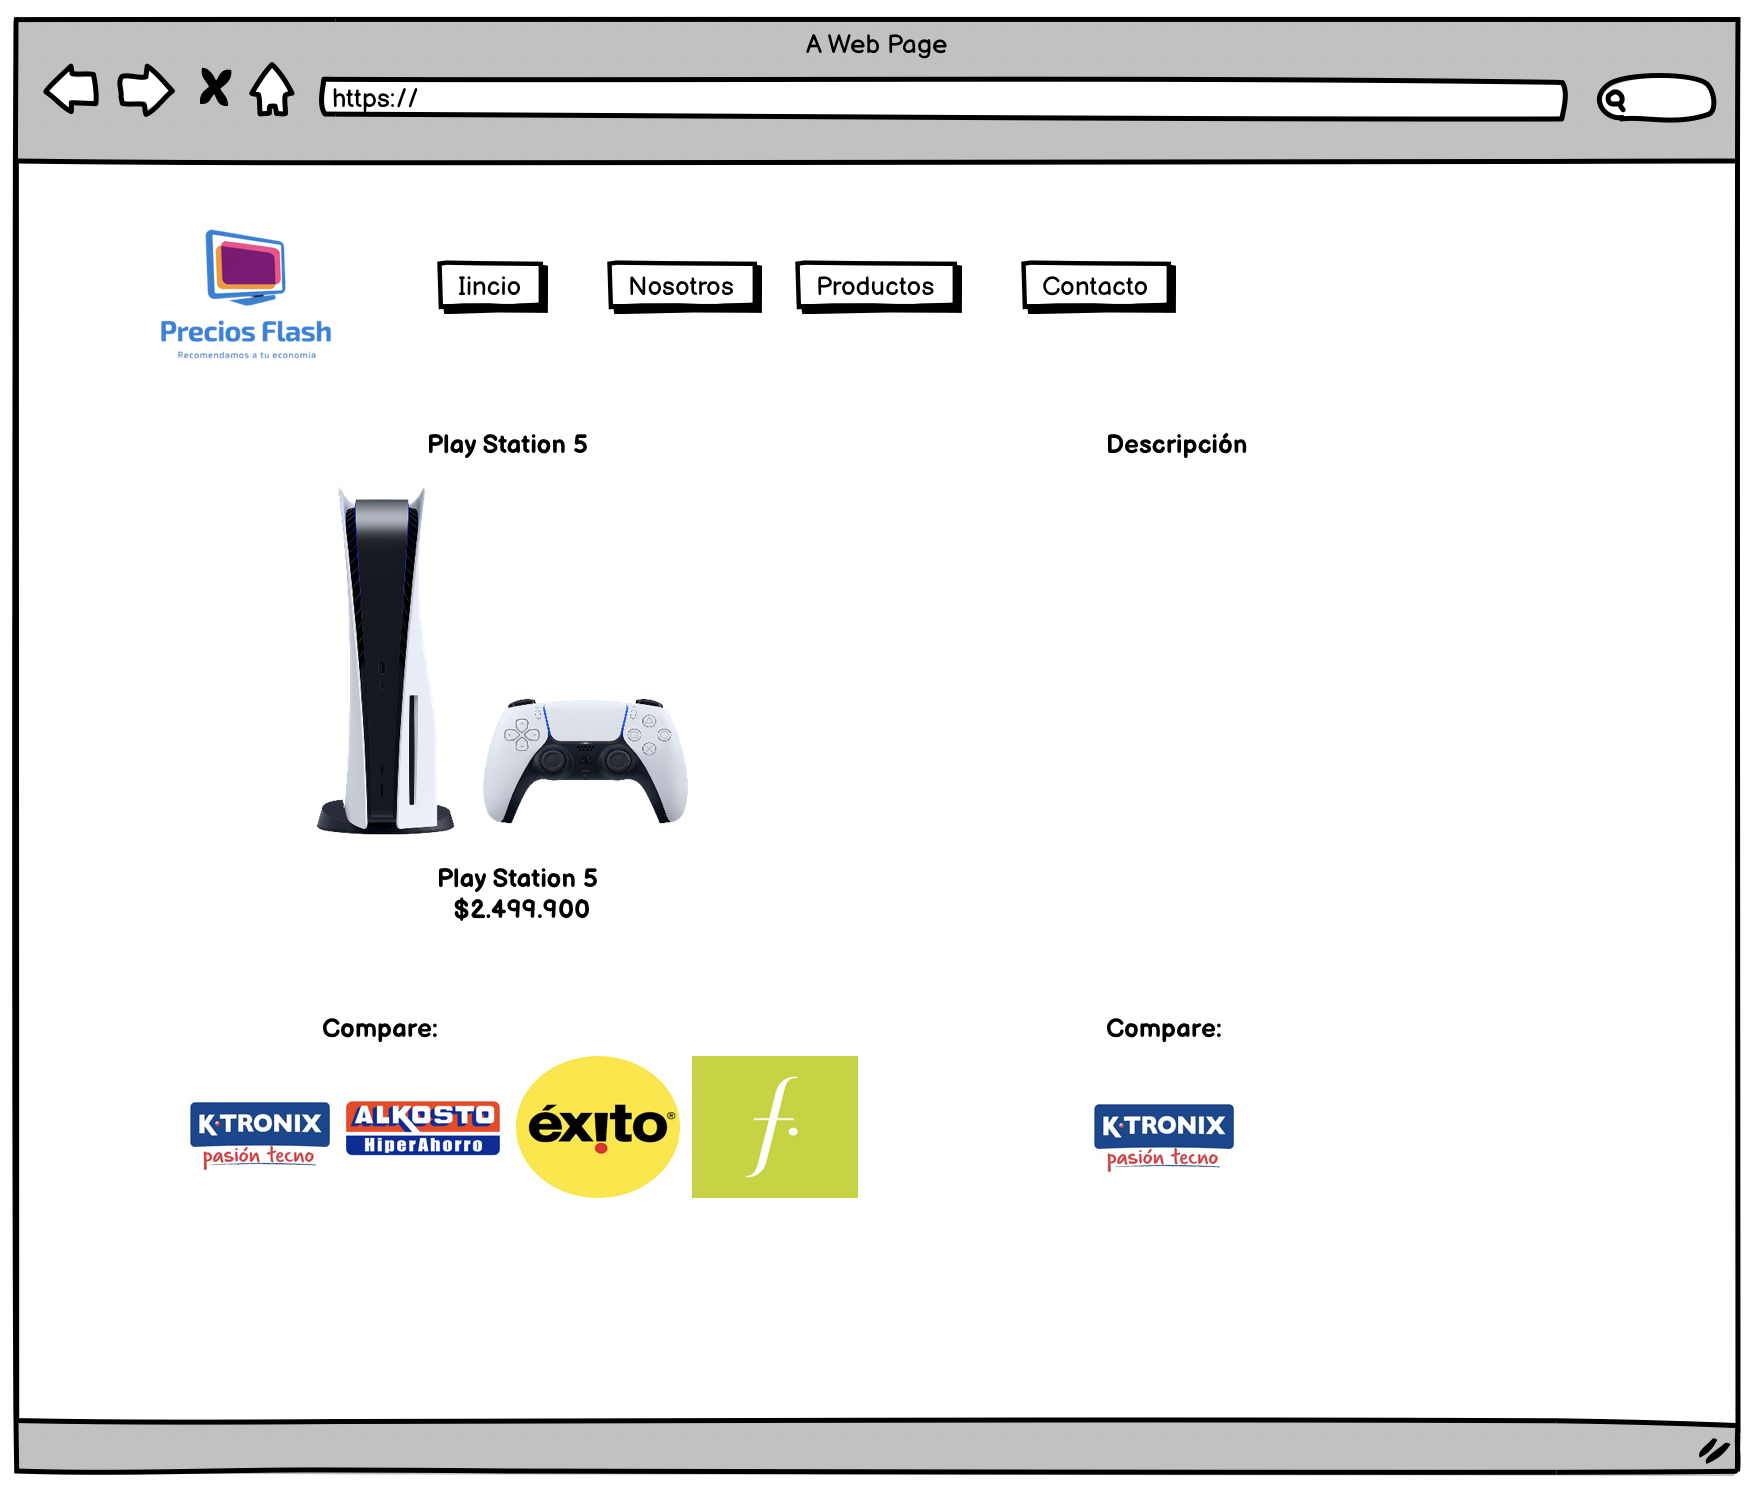 A Web Page
https://
Precios Flash
Recomendamos a tu economia
Iincio
Nosotros
Productos
Contacto
Play Station 5
Descripción
Play Station 5
$2.499.900
Compare:
Compare:
K·TRONIX
pasión tecno
ALKOSTO
HiperAhorro
éxito®
f.
K·TRONIX
pasión tecno